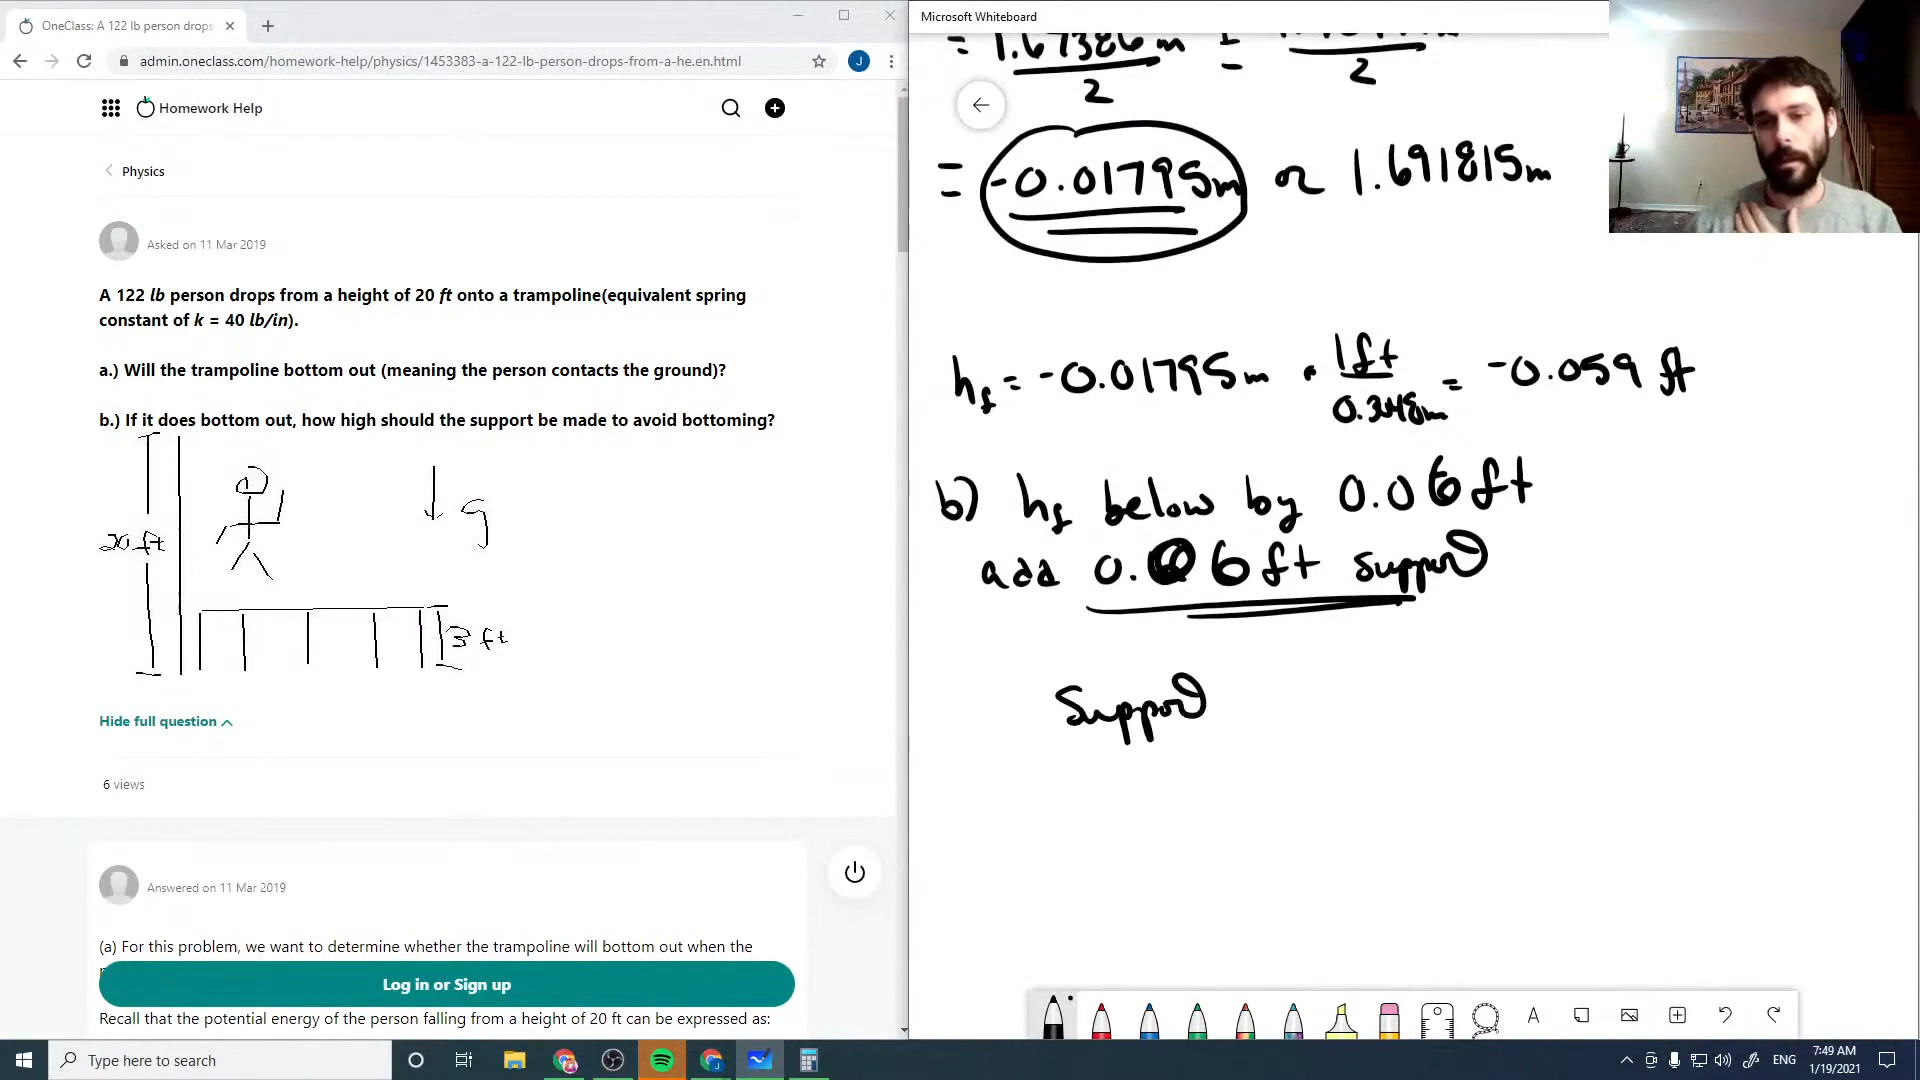 OneClass: A 122 lb person drops
admin.oneclass.com/homework-help/physics/1453383-a-122-lb-person-drops-from-a-he.en.html
J
Homework Help
Physics
Asked on 11 Mar 2019
A 122 lb person drops from a height of 20 ft onto a trampoline(equivalent spring
constant of k = 40 lb/in).
a.) Will the trampoline bottom out (meaning the person contacts the ground)?
b.) If it does bottom out, how high should the support be made to avoid bottoming?
20 ft
g
3 ft
Hide full question
6 views
Answered on 11 Mar 2019
(a) For this problem, we want to determine whether the trampoline will bottom out when the
Log in or Sign up
Recall that the potential energy of the person falling from a height of 20 ft can be expressed as:
Microsoft Whiteboard
= 1.67386m ±
2 2
= -0.01795m or 1.691815m
hf = -0.01795m · 1ft / 0.3048m = -0.059 ft
b) hf below by 0.06ft
add 0.06ft support
Support
Type here to search
ENG
7:49 AM
1/19/2021